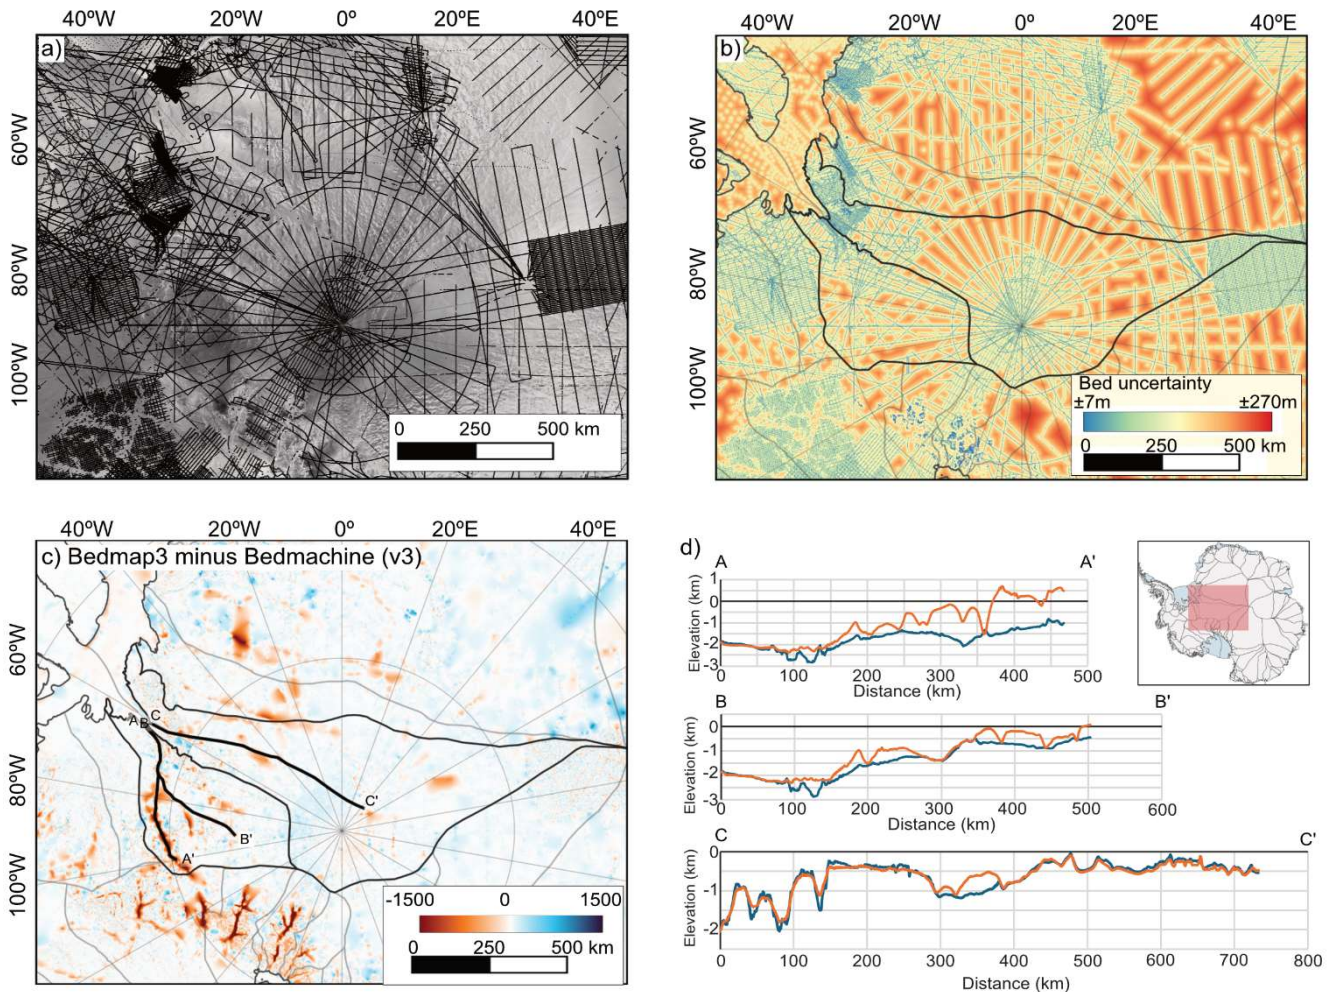 40ºW 20ºW 0º 20ºE 40ºE
a)
60ºW
80ºW
100ºW
0 250 500 km
40ºW 20ºW 0º 20ºE 40ºE
b)
60ºW
80ºW
100ºW
Bed uncertainty
±7m ±270m
0 250 500 km
40ºW 20ºW 0º 20ºE 40ºE
c) Bedmap3 minus Bedmachine (v3)
60ºW
80ºW
100ºW
A B C
C'
B'
A'
-1500 0 1500
0 250 500 km
d)
A A'
Elevation (km)
1
0
-1
-2
-3
0 100 200 300 400 500
Distance (km)
B B'
Elevation (km)
0
-1
-2
-3
0 100 200 300 400 500 600
Distance (km)
C C'
Elevation (km)
0
-1
-2
0 100 200 300 400 500 600 700 800
Distance (km)